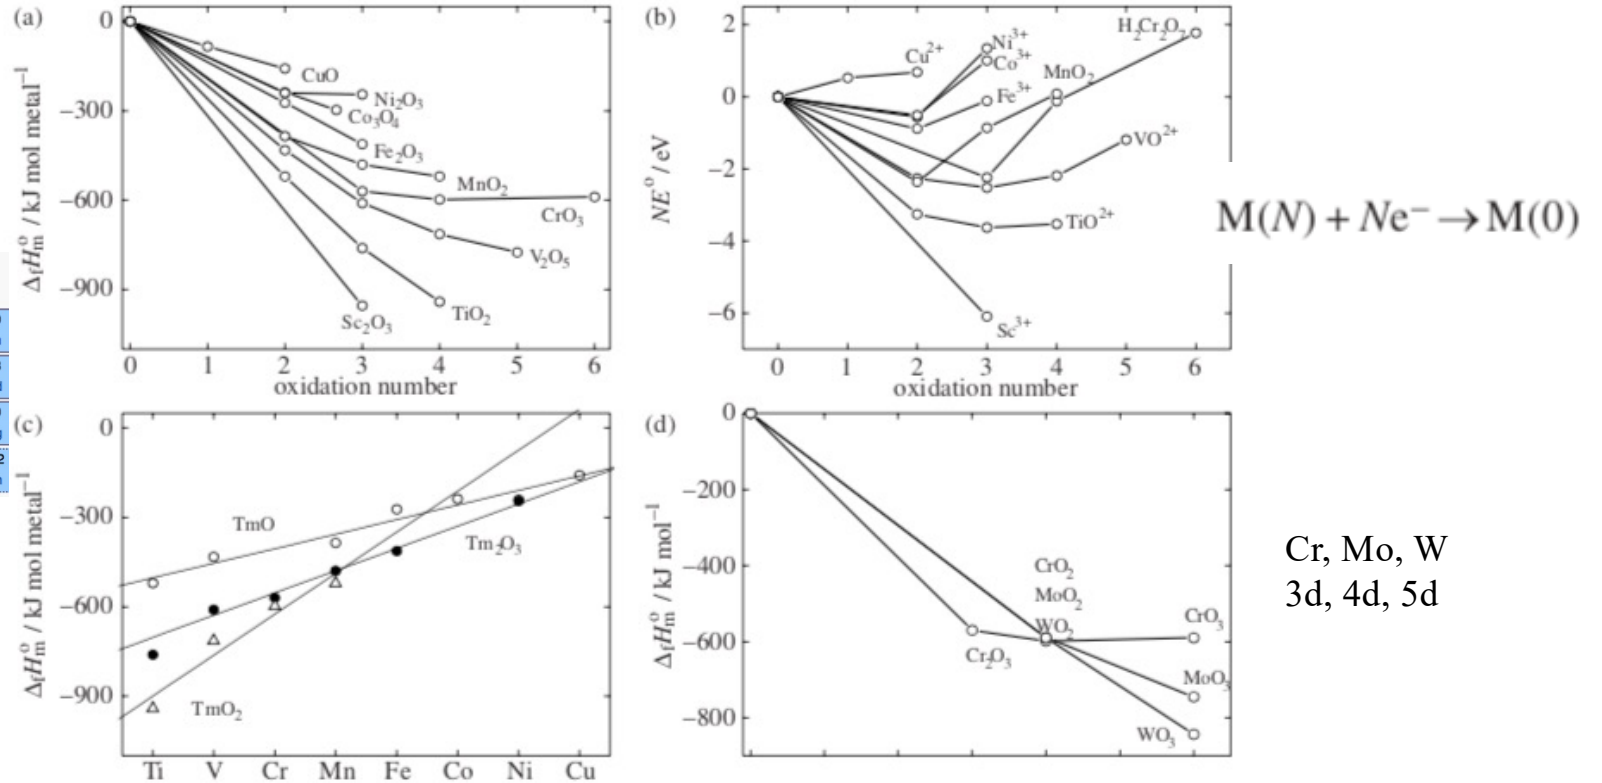 (a)
0
−300
−600
−900
ΔfH°m / kJ mol metal⁻¹
CuO
Ni₂O₃
Co₃O₄
Fe₂O₃
MnO₂
CrO₃
V₂O₅
TiO₂
Sc₂O₃
0 1 2 3 4 5 6
oxidation number
(b)
2
0
−2
−4
−6
NE° / eV
H₂Cr₂O₇
Ni³⁺
Cu²⁺
Co³⁺
MnO₂
Fe³⁺
VO²⁺
TiO²⁺
Sc³⁺
0 1 2 3 4 5 6
oxidation number
M(N) + Ne⁻ → M(0)
(c)
0
−300
−600
−900
ΔfH°m / kJ mol metal⁻¹
TmO
Tm₂O₃
TmO₂
Ti V Cr Mn Fe Co Ni Cu
(d)
0
−200
−400
−600
−800
ΔfH°m / kJ mol⁻¹
CrO₂
MoO₂
WO₂
CrO₃
Cr₂O₃
MoO₃
WO₃
Cr, Mo, W
3d, 4d, 5d